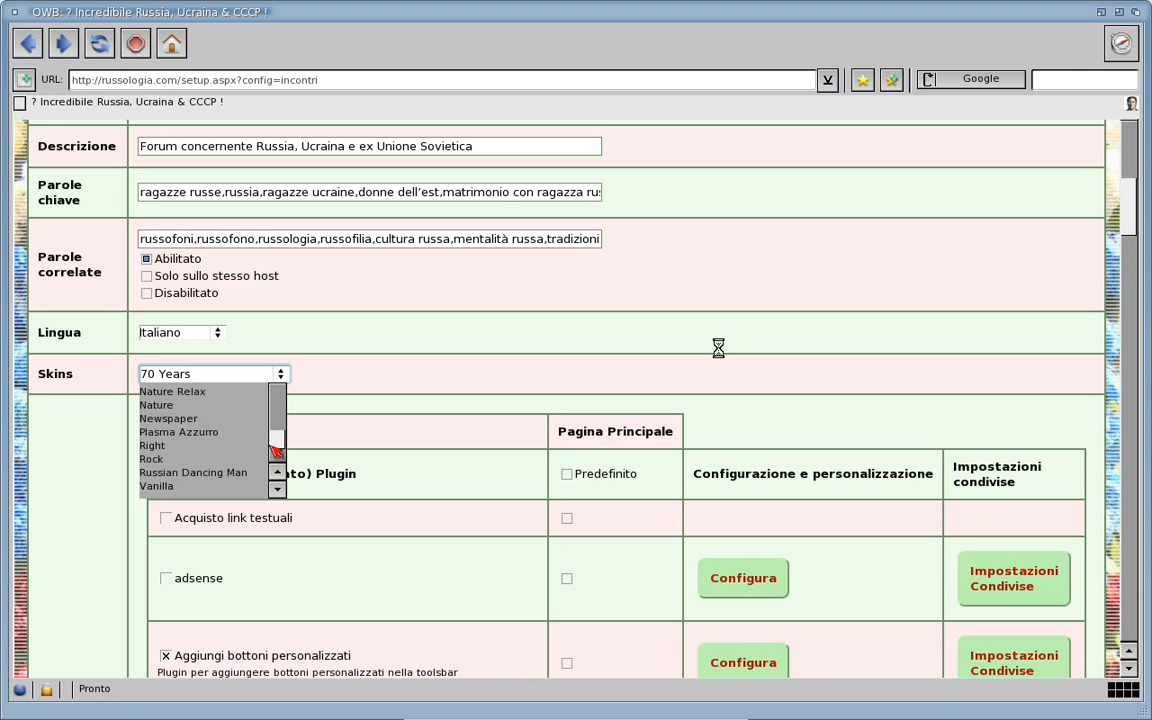 OWB: ? Incredibile Russia, Ucraina & CCCP !
URL: http://russologia.com/setup.aspx?config=incontri
Google
? Incredibile Russia, Ucraina & CCCP !
Descrizione
Forum concernente Russia, Ucraina e ex Unione Sovietica
Parole chiave
ragazze russe,russia,ragazze ucraine,donne dell'est,matrimonio con ragazza rus
Parole correlate
russofoni,russofono,russologia,russofilia,cultura russa,mentalità russa,tradizioni
Abilitato
Solo sullo stesso host
Disabilitato
Lingua
Italiano
Skins
70 Years
Nature Relax
Nature
Newspaper
Plasma Azzurro
Right
Rock
Russian Dancing Man
Vanilla
Pagina Principale
ato) Plugin
Predefinito
Configurazione e personalizzazione
Impostazioni condivise
Acquisto link testuali
adsense
Configura
Impostazioni Condivise
Aggiungi bottoni personalizzati
Plugin per aggiungere bottoni personalizzati nella toolsbar
Configura
Impostazioni Condivise
Pronto